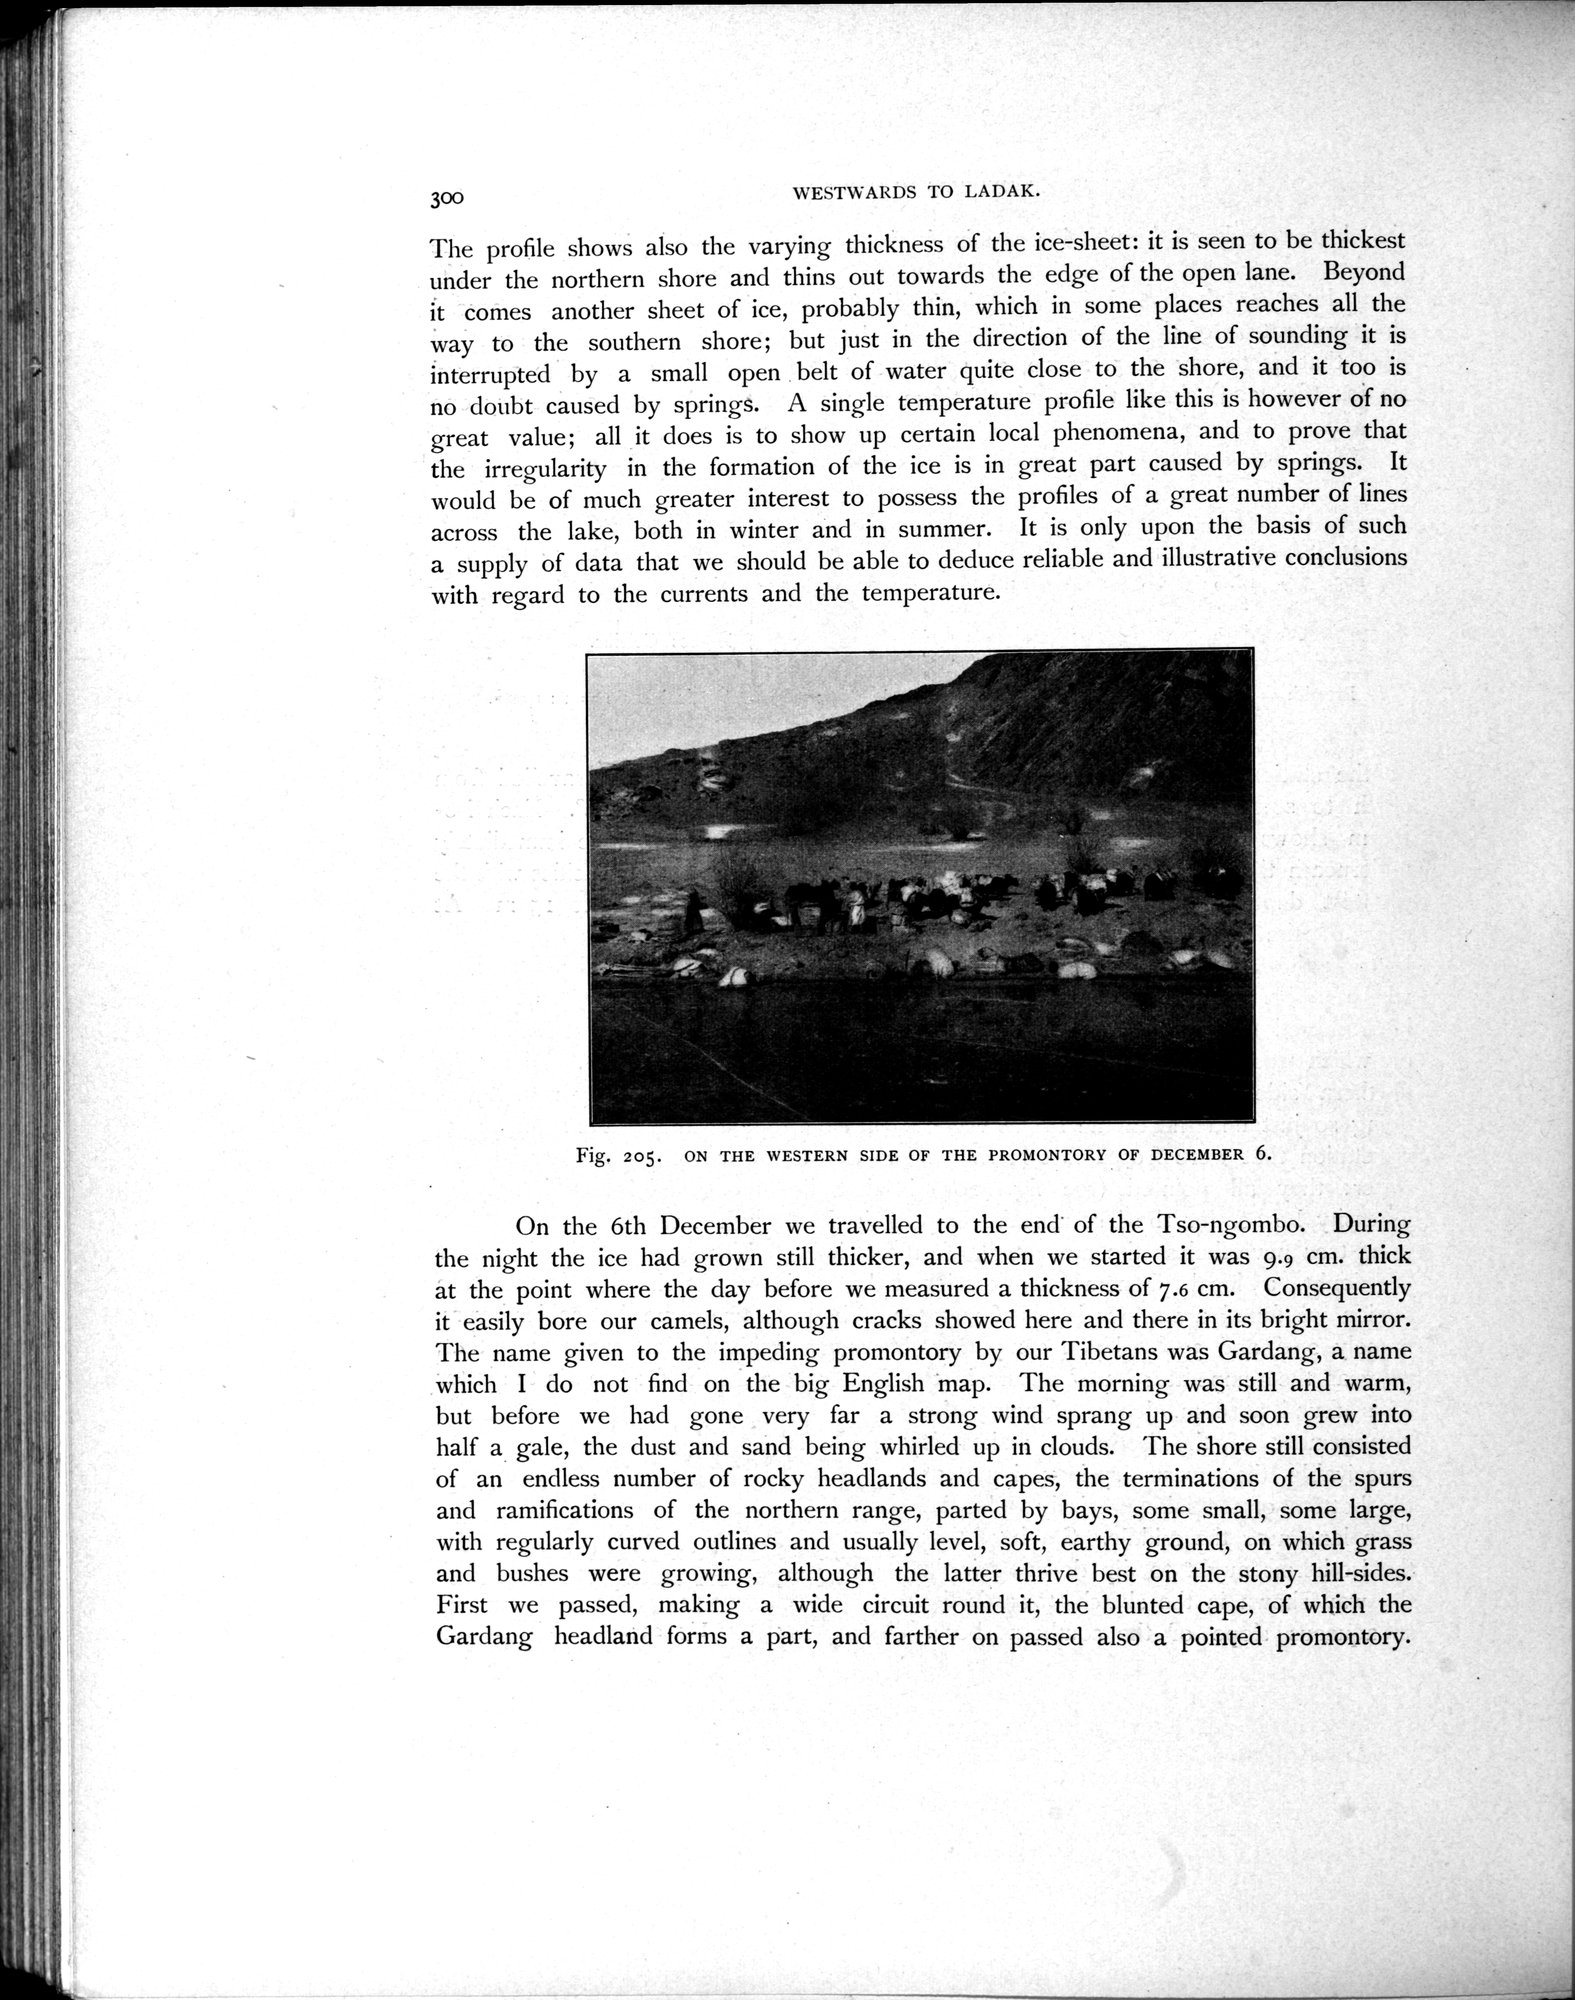 300
WESTWARDS TO LADAK.
The profile shows also the varying thickness of the ice-sheet: it is seen to be thickest
under the northern shore and thins out towards the edge of the open lane. Beyond
it comes another sheet of ice, probably thin, which in some places reaches all the
way to the southern shore; but just in the direction of the line of sounding it is
interrupted by a small open belt of water quite close to the shore, and it too is
no doubt caused by springs. A single temperature profile like this is however of no
great value; all it does is to show up certain local phenomena, and to prove that
the irregularity in the formation of the ice is in great part caused by springs. It
would be of much greater interest to possess the profiles of a great number of lines
across the lake, both in winter and in summer. It is only upon the basis of such
a supply of data that we should be able to deduce reliable and illustrative conclusions
with regard to the currents and the temperature.
Fig. 205. ON THE WESTERN SIDE OF THE PROMONTORY OF DECEMBER 6.
On the 6th December we travelled to the end of the Tso-ngombo. During
the night the ice had grown still thicker, and when we started it was 9.9 cm. thick
at the point where the day before we measured a thickness of 7.6 cm. Consequently
it easily bore our camels, although cracks showed here and there in its bright mirror.
The name given to the impeding promontory by our Tibetans was Gardang, a name
which I do not find on the big English map. The morning was still and warm,
but before we had gone very far a strong wind sprang up and soon grew into
half a gale, the dust and sand being whirled up in clouds. The shore still consisted
of an endless number of rocky headlands and capes, the terminations of the spurs
and ramifications of the northern range, parted by bays, some small, some large,
with regularly curved outlines and usually level, soft, earthy ground, on which grass
and bushes were growing, although the latter thrive best on the stony hill-sides.
First we passed, making a wide circuit round it, the blunted cape, of which the
Gardang headland forms a part, and farther on passed also a pointed promontory.